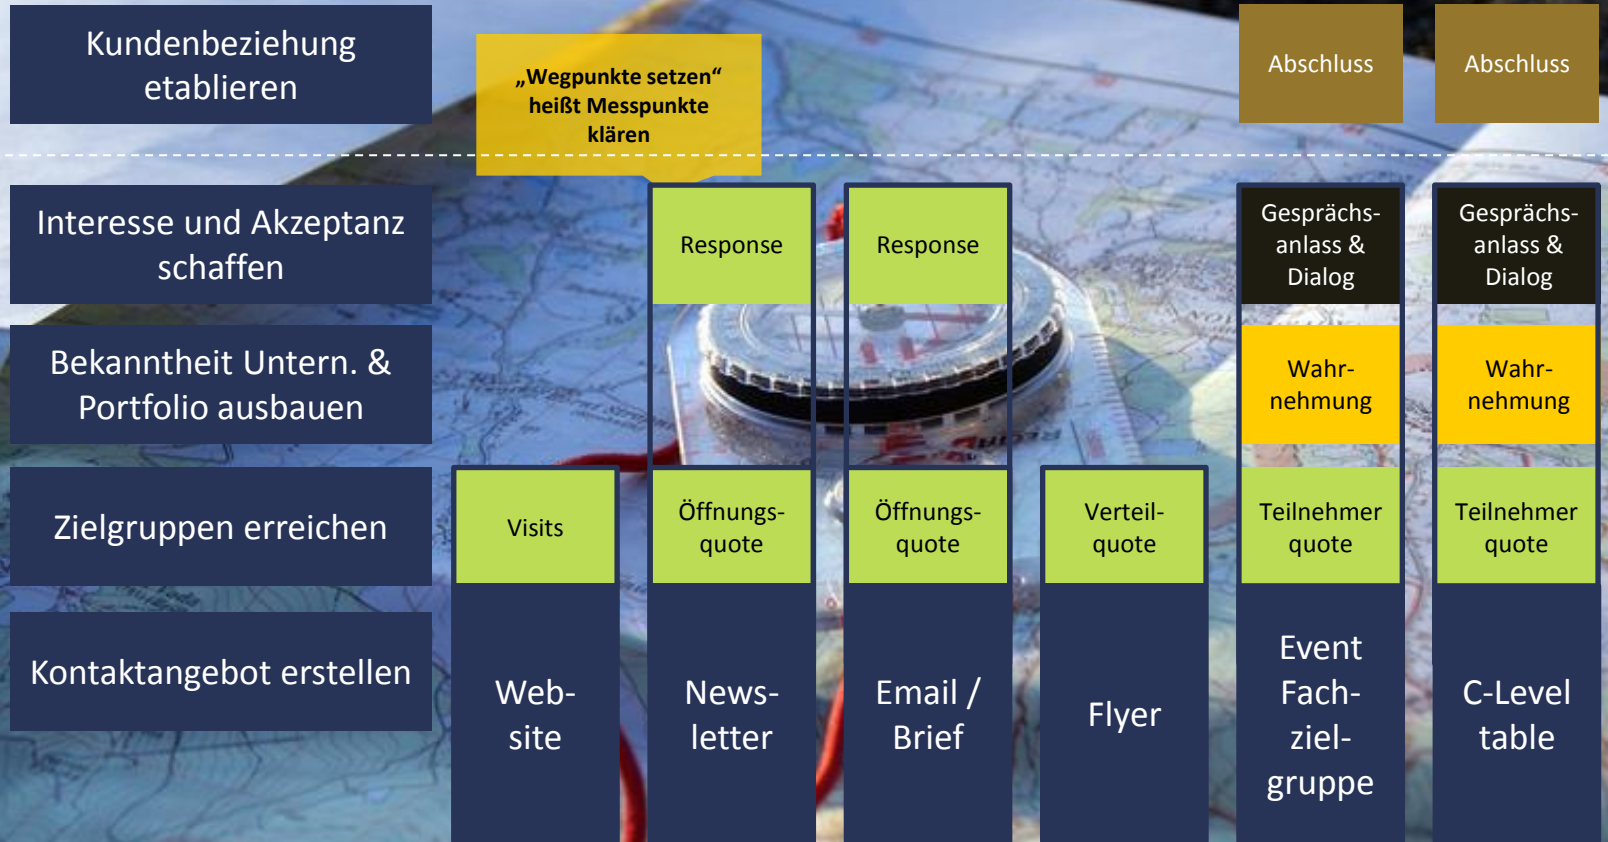 Kundenbeziehung
etablieren
„Wegpunkte setzen“
heißt Messpunkte
klären
Abschluss
Abschluss
Interesse und Akzeptanz
schaffen
Response
Response
Gesprächs-
anlass &
Dialog
Gesprächs-
anlass &
Dialog
Bekanntheit Untern. &
Portfolio ausbauen
Wahr-
nehmung
Wahr-
nehmung
Zielgruppen erreichen
Visits
Öffnungs-
quote
Öffnungs-
quote
Verteil-
quote
Teilnehmer
quote
Teilnehmer
quote
Kontaktangebot erstellen
Web-
site
News-
letter
Email /
Brief
Flyer
Event
Fach-
ziel-
gruppe
C-Level
table